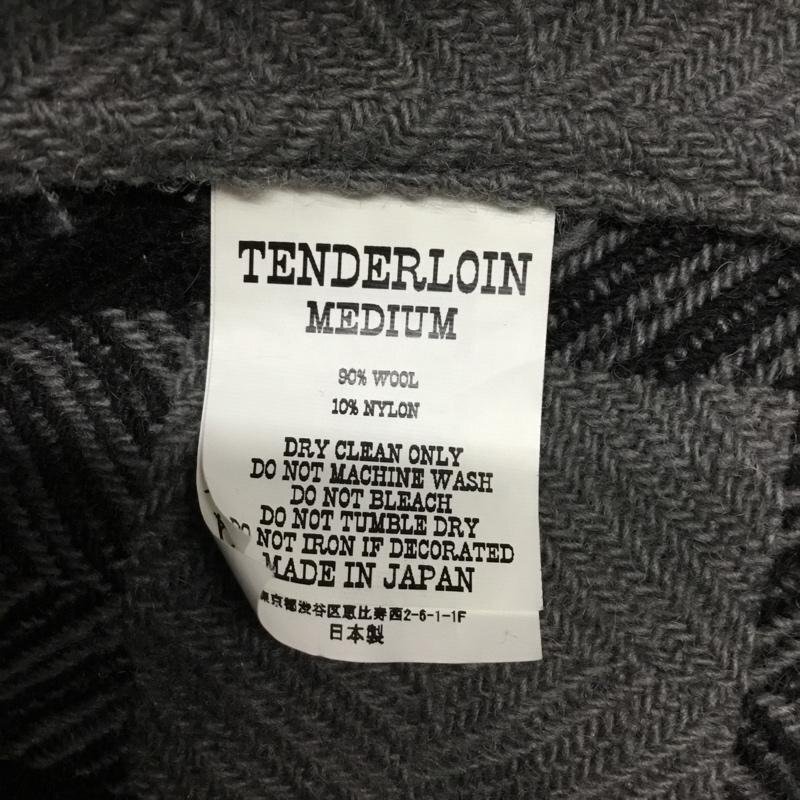 TENDERLOIN
MEDIUM
90% WOOL
10% NYLON
DRY CLEAN ONLY
DO NOT MACHINE WASH
DO NOT BLEACH
DO NOT TUMBLE DRY
DO NOT IRON IF DECORATED
MADE IN JAPAN
東京都渋谷区恵比寿西2-6-1-1F
日本製